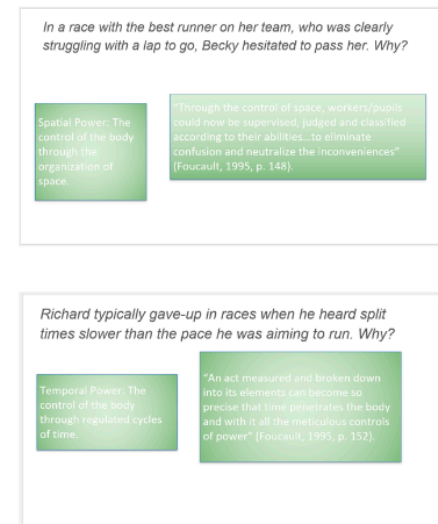 In a race with the best runner on her team, who was clearly
struggling with a lap to go, Becky hesitated to pass her. Why?
Spatial Power: The
control of the body
through the
organization of
space.
"Through the control of space, workers/pupils
could now be supervised, judged and classified
according to their abilities...to eliminate
confusion and neutralize the inconveniences"
(Foucault, 1995, p. 148).
Richard typically gave-up in races when he heard split
times slower than the pace he was aiming to run. Why?
Temporal Power: The
control of the body
through regulated cycles
of time.
"An act measured and broken down
into its elements can become so
precise that time penetrates the body
and with it all the meticulous controls
of power" (Foucault, 1995, p. 152).